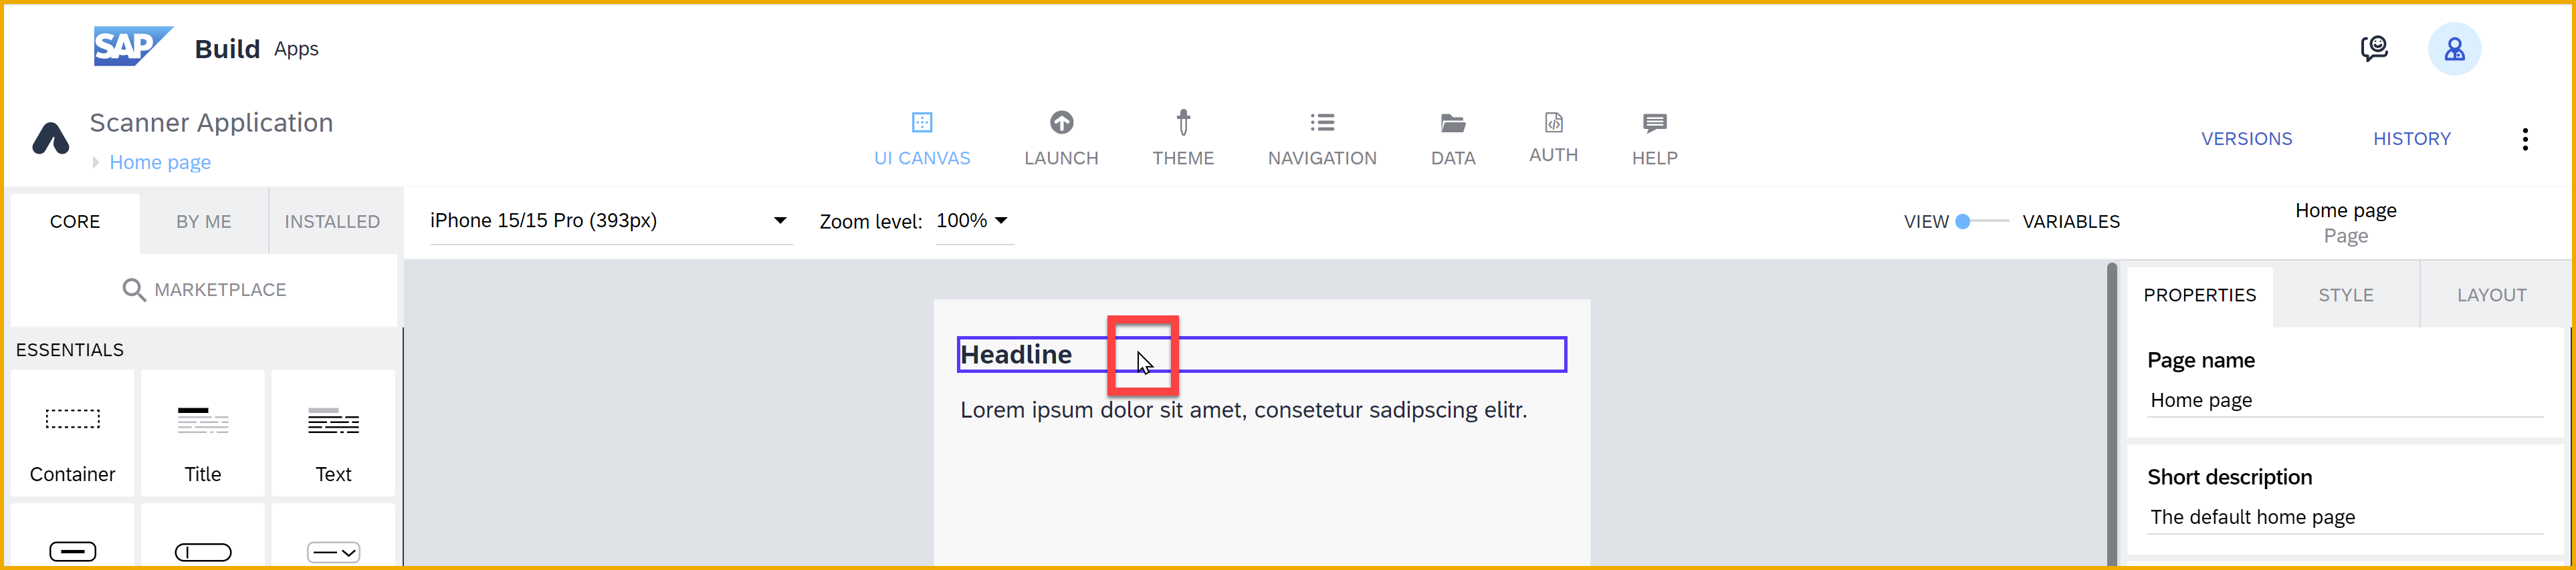 SAP Build Apps
Scanner Application
Home page
UI CANVAS
LAUNCH
THEME
NAVIGATION
DATA
AUTH
HELP
VERSIONS
HISTORY
CORE
BY ME
INSTALLED
MARKETPLACE
ESSENTIALS
Container
Title
Text
iPhone 15/15 Pro (393px)
Zoom level: 100%
VIEW
VARIABLES
Headline
Lorem ipsum dolor sit amet, consetetur sadipscing elitr.
Home page
Page
PROPERTIES
STYLE
LAYOUT
Page name
Home page
Short description
The default home page